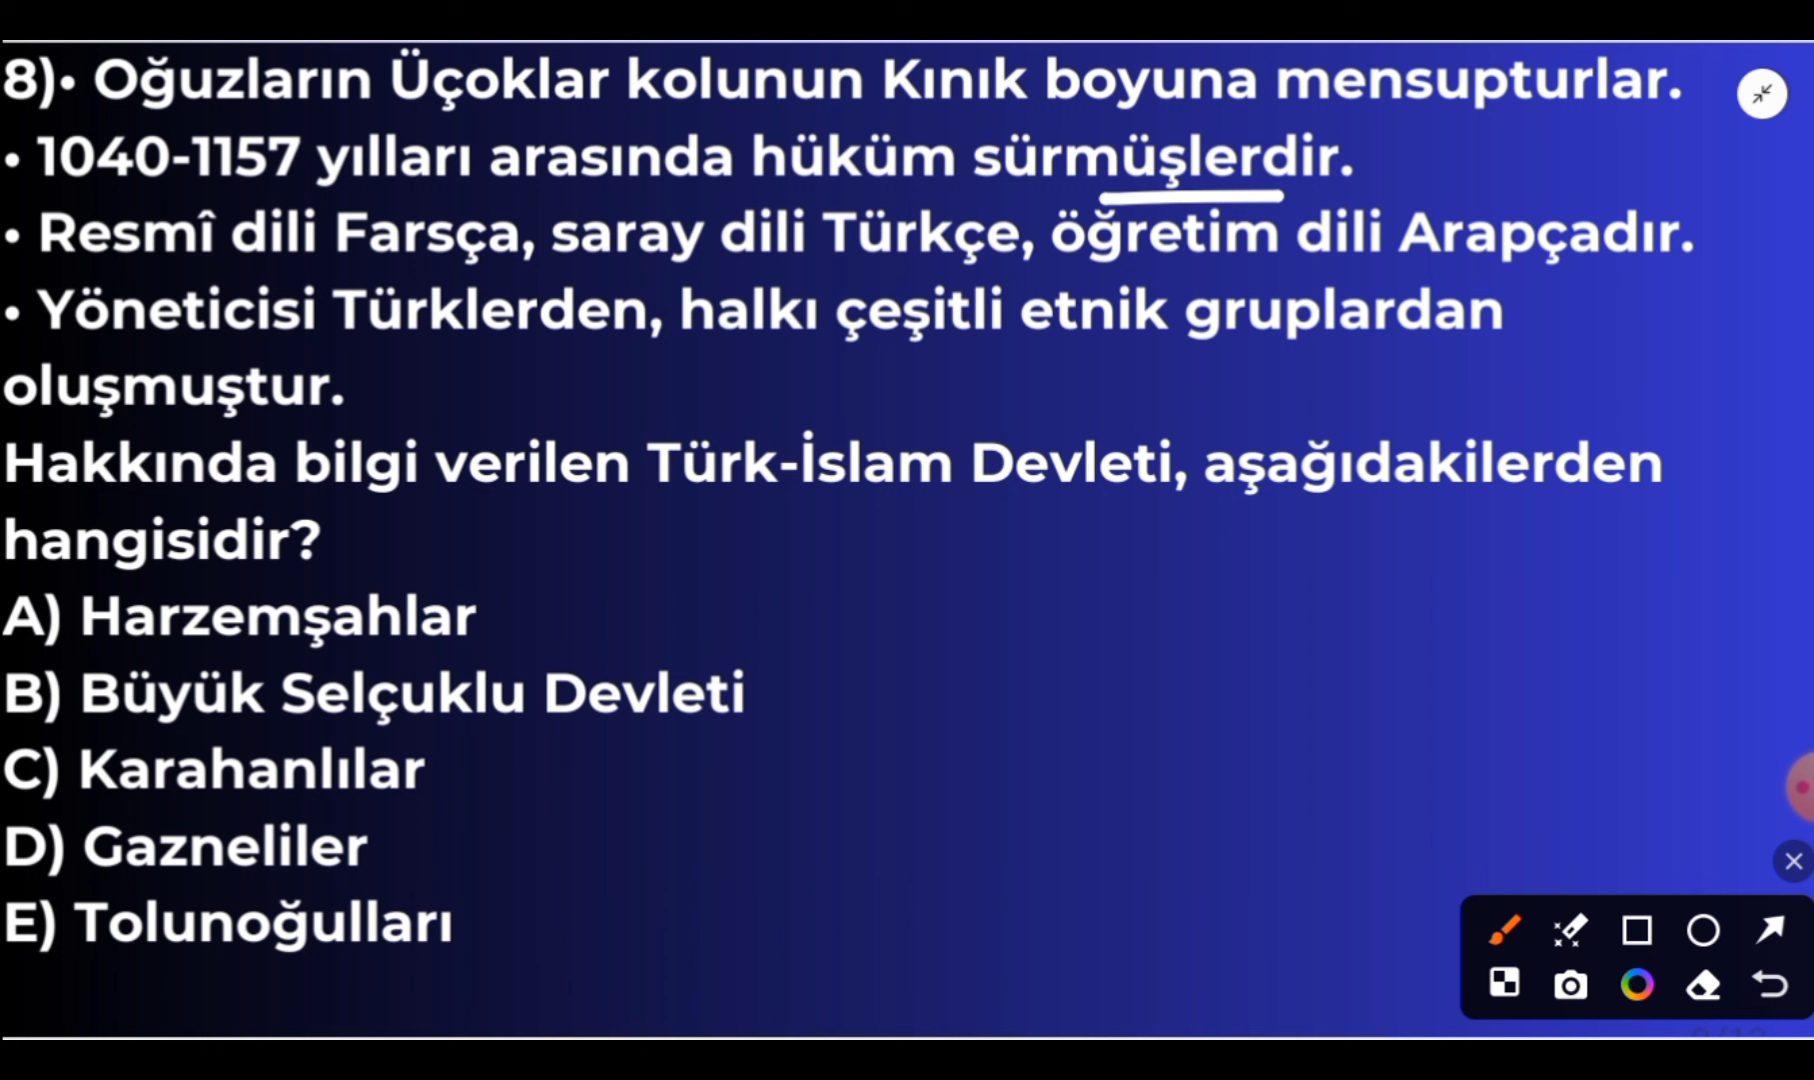 8)• Oğuzların Üçoklar kolunun Kınık boyuna mensupturlar.
• 1040-1157 yılları arasında hüküm sürmüşlerdir.
• Resmî dili Farsça, saray dili Türkçe, öğretim dili Arapçadır.
• Yöneticisi Türklerden, halkı çeşitli etnik gruplardan
oluşmuştur.
Hakkında bilgi verilen Türk-İslam Devleti, aşağıdakilerden
hangisidir?
A) Harzemşahlar
B) Büyük Selçuklu Devleti
C) Karahanlılar
D) Gazneliler
E) Tolunoğulları